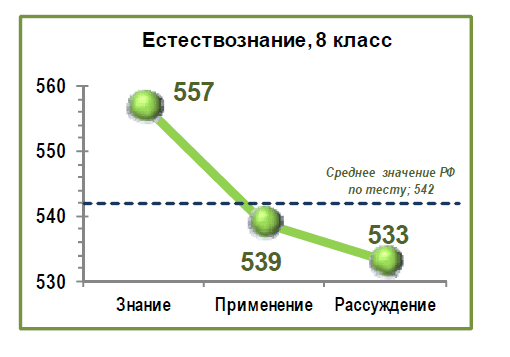 Естествознание, 8 класс
560
557
550
Среднее значение РФ
по тесту; 542
540
539
533
530
Знание
Применение
Рассуждение